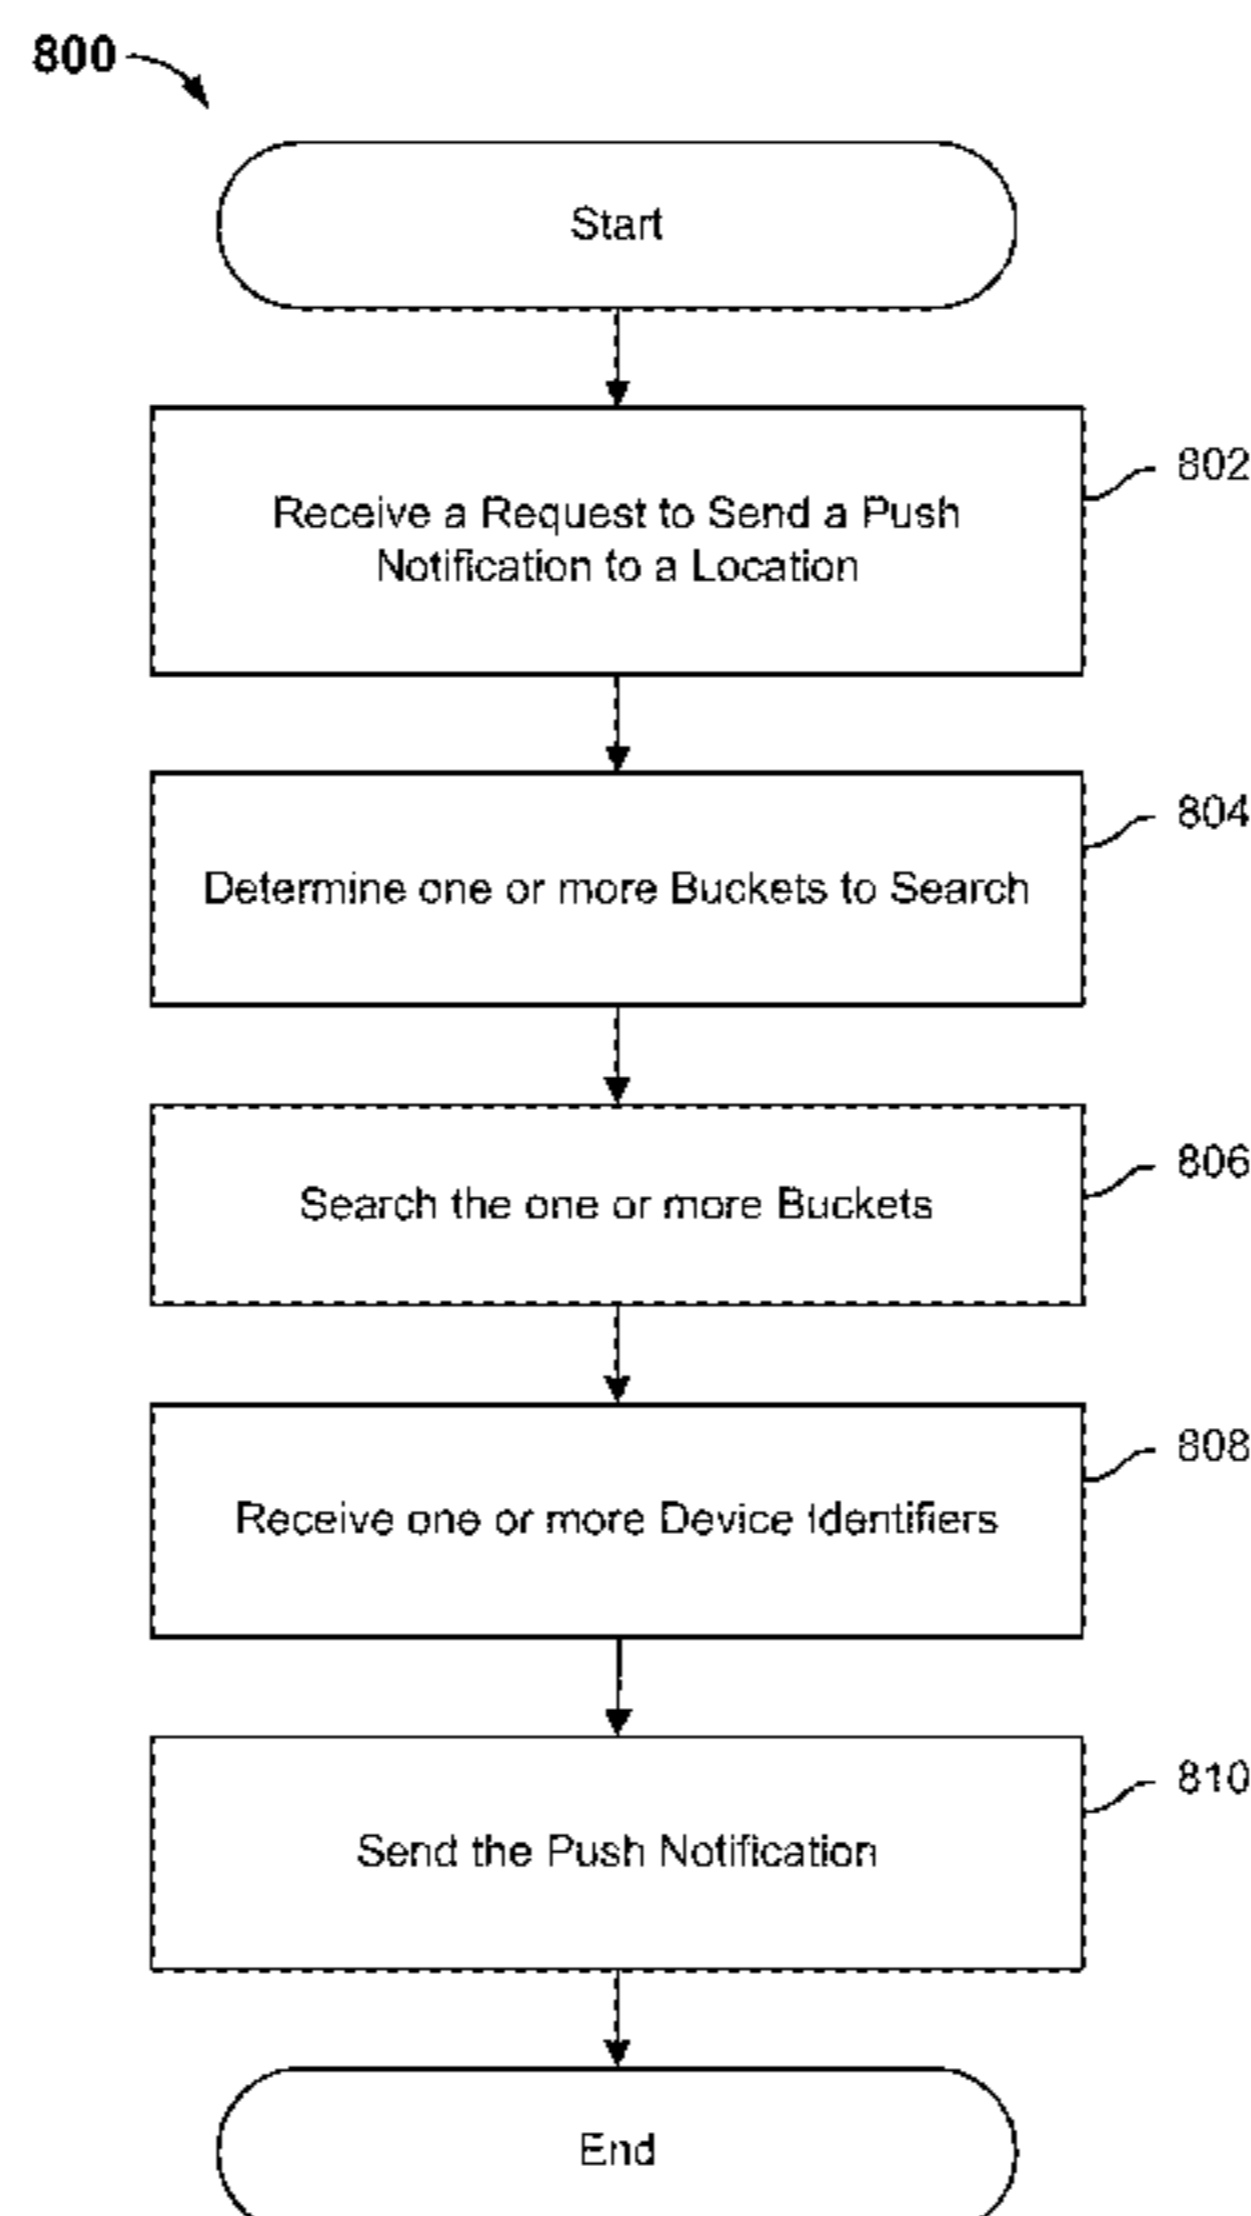 800
Start
802
Receive a Request to Send a Push
Notification to a Location
804
Determine one or more Buckets to Search
806
Search the one or more Buckets
808
Receive one or more Device Identifiers
810
Send the Push Notification
End